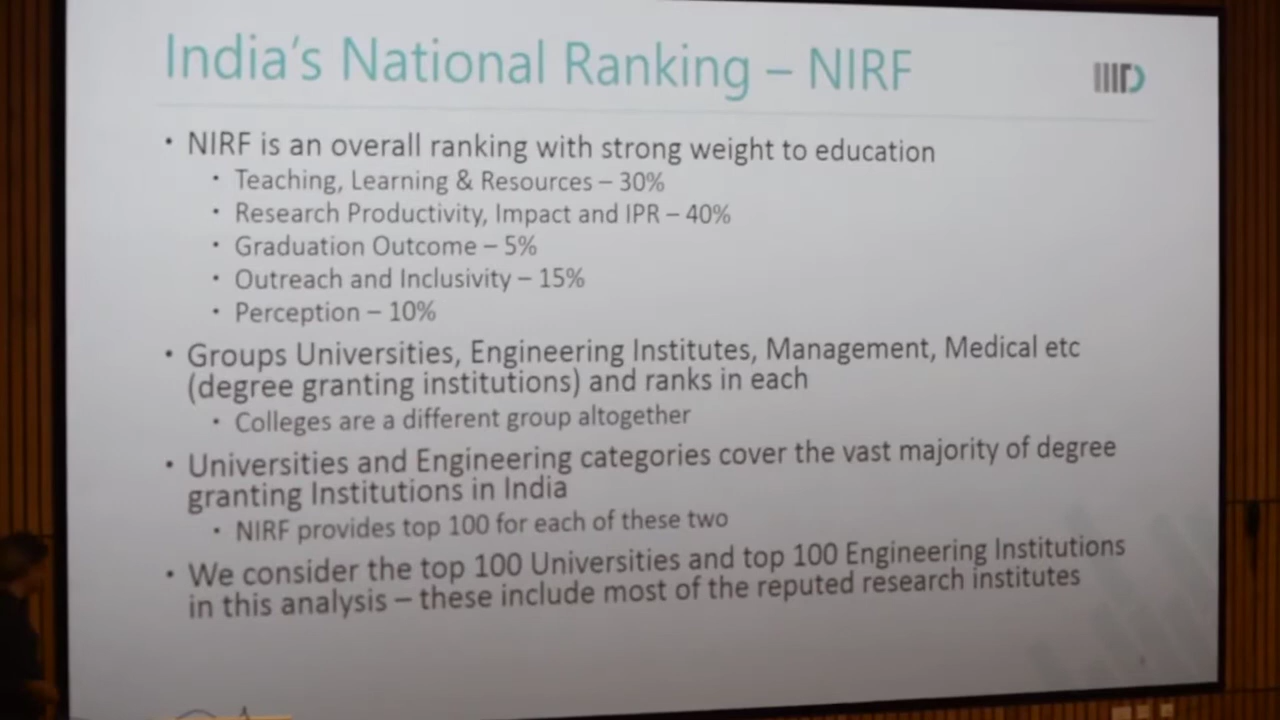 India's National Ranking – NIRF
IIITD
• NIRF is an overall ranking with strong weight to education
• Teaching, Learning & Resources – 30%
• Research Productivity, Impact and IPR – 40%
• Graduation Outcome – 5%
• Outreach and Inclusivity – 15%
• Perception – 10%
• Groups Universities, Engineering Institutes, Management, Medical etc
(degree granting institutions) and ranks in each
• Colleges are a different group altogether
• Universities and Engineering categories cover the vast majority of degree
granting Institutions in India
• NIRF provides top 100 for each of these two
• We consider the top 100 Universities and top 100 Engineering Institutions
in this analysis – these include most of the reputed research institutes